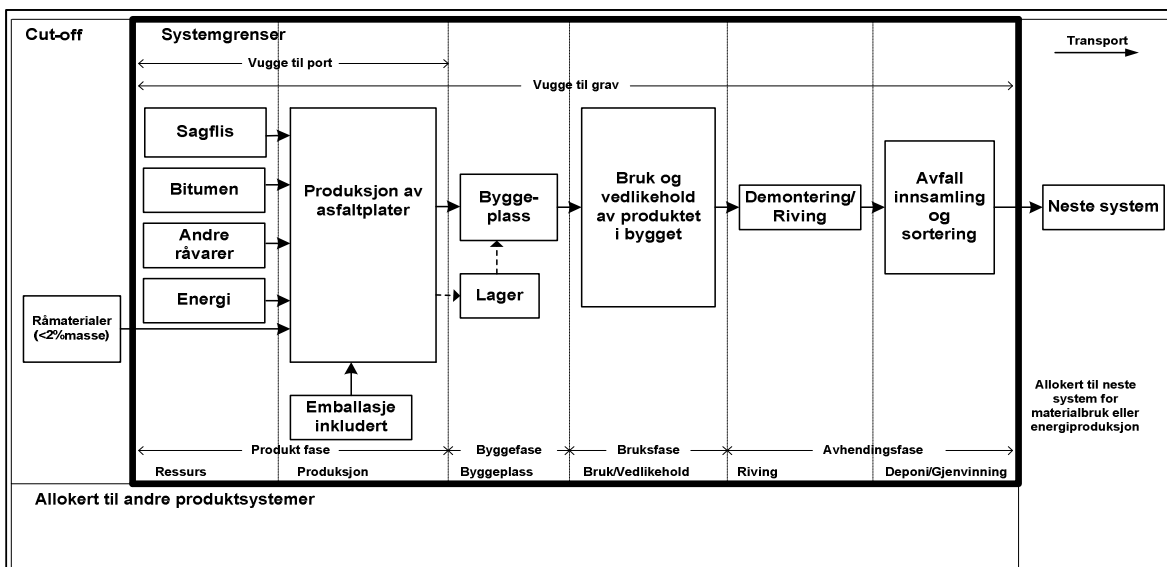 Cut-off
Systemgrenser
Transport
Vugge til port
Vugge til grav
Sagflis
Bitumen
Andre
råvarer
Energi
Råmaterialer
(<2%masse)
Produksjon av
asfaltplater
Emballasje
inkludert
Bygge-
plass
Lager
Bruk og
vedlikehold
av produktet
i bygget
Demontering/
Riving
Avfall
innsamling
og
sortering
Neste system
Allokert til neste
system for
materialbruk eller
energiproduksjon
Produkt fase
Byggefase
Bruksfase
Avhendingsfase
Ressurs
Produksjon
Byggeplass
Bruk/Vedlikehold
Riving
Deponi/Gjenvinning
Allokert til andre produktsystemer